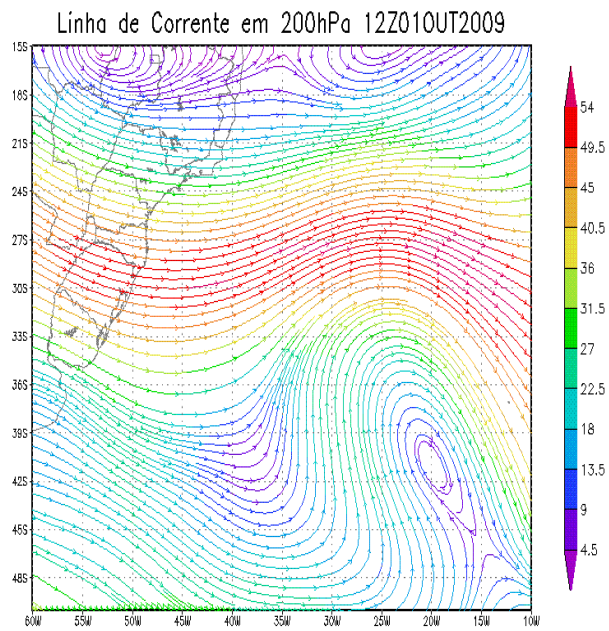 Linha de Corrente em 200hPa 12Z01OUT2009
15S
18S
21S
24S
27S
30S
33S
36S
39S
42S
45S
48S
60W 55W 50W 45W 40W 35W 30W 25W 20W 15W 10W
54
49.5
45
40.5
36
31.5
27
22.5
18
13.5
9
4.5